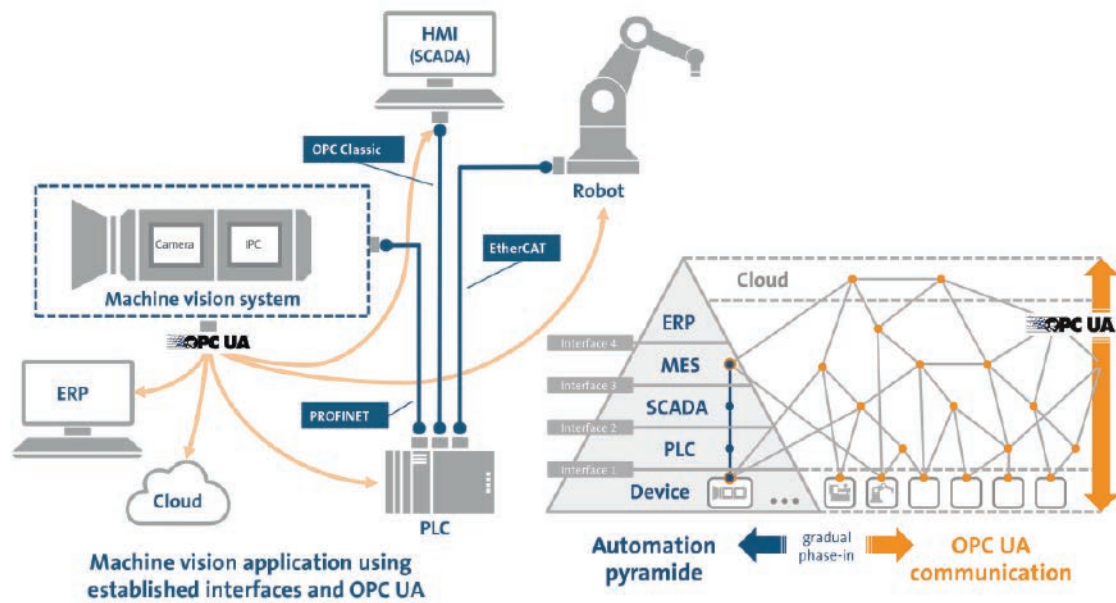 HMI
(SCADA)
OPC Classic
Robot
EtherCAT
Camera
IPC
Machine vision system
OPC UA
ERP
Cloud
PROFINET
PLC
Machine vision application using
established interfaces and OPC UA
Cloud
OPC UA
ERP
Interface 4
MES
Interface 3
SCADA
Interface 2
PLC
Interface 1
Device
Automation
pyramide
gradual
phase-in
OPC UA
communication